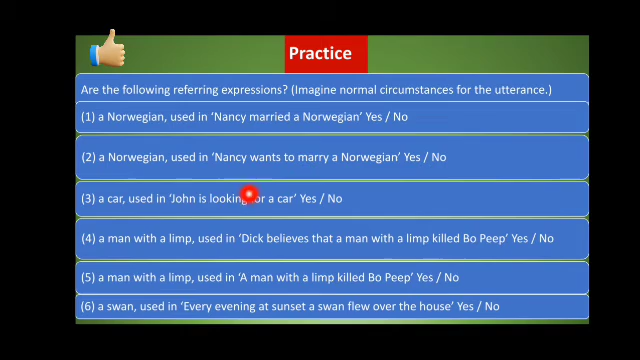 Practice
Are the following referring expressions? (Imagine normal circumstances for the utterance.)
(1) a Norwegian, used in ‘Nancy married a Norwegian’ Yes / No
(2) a Norwegian, used in ‘Nancy wants to marry a Norwegian’ Yes / No
(3) a car, used in ‘John is looking for a car’ Yes / No
(4) a man with a limp, used in ‘Dick believes that a man with a limp killed Bo Peep’ Yes / No
(5) a man with a limp, used in ‘A man with a limp killed Bo Peep’ Yes / No
(6) a swan, used in ‘Every evening at sunset a swan flew over the house’ Yes / No